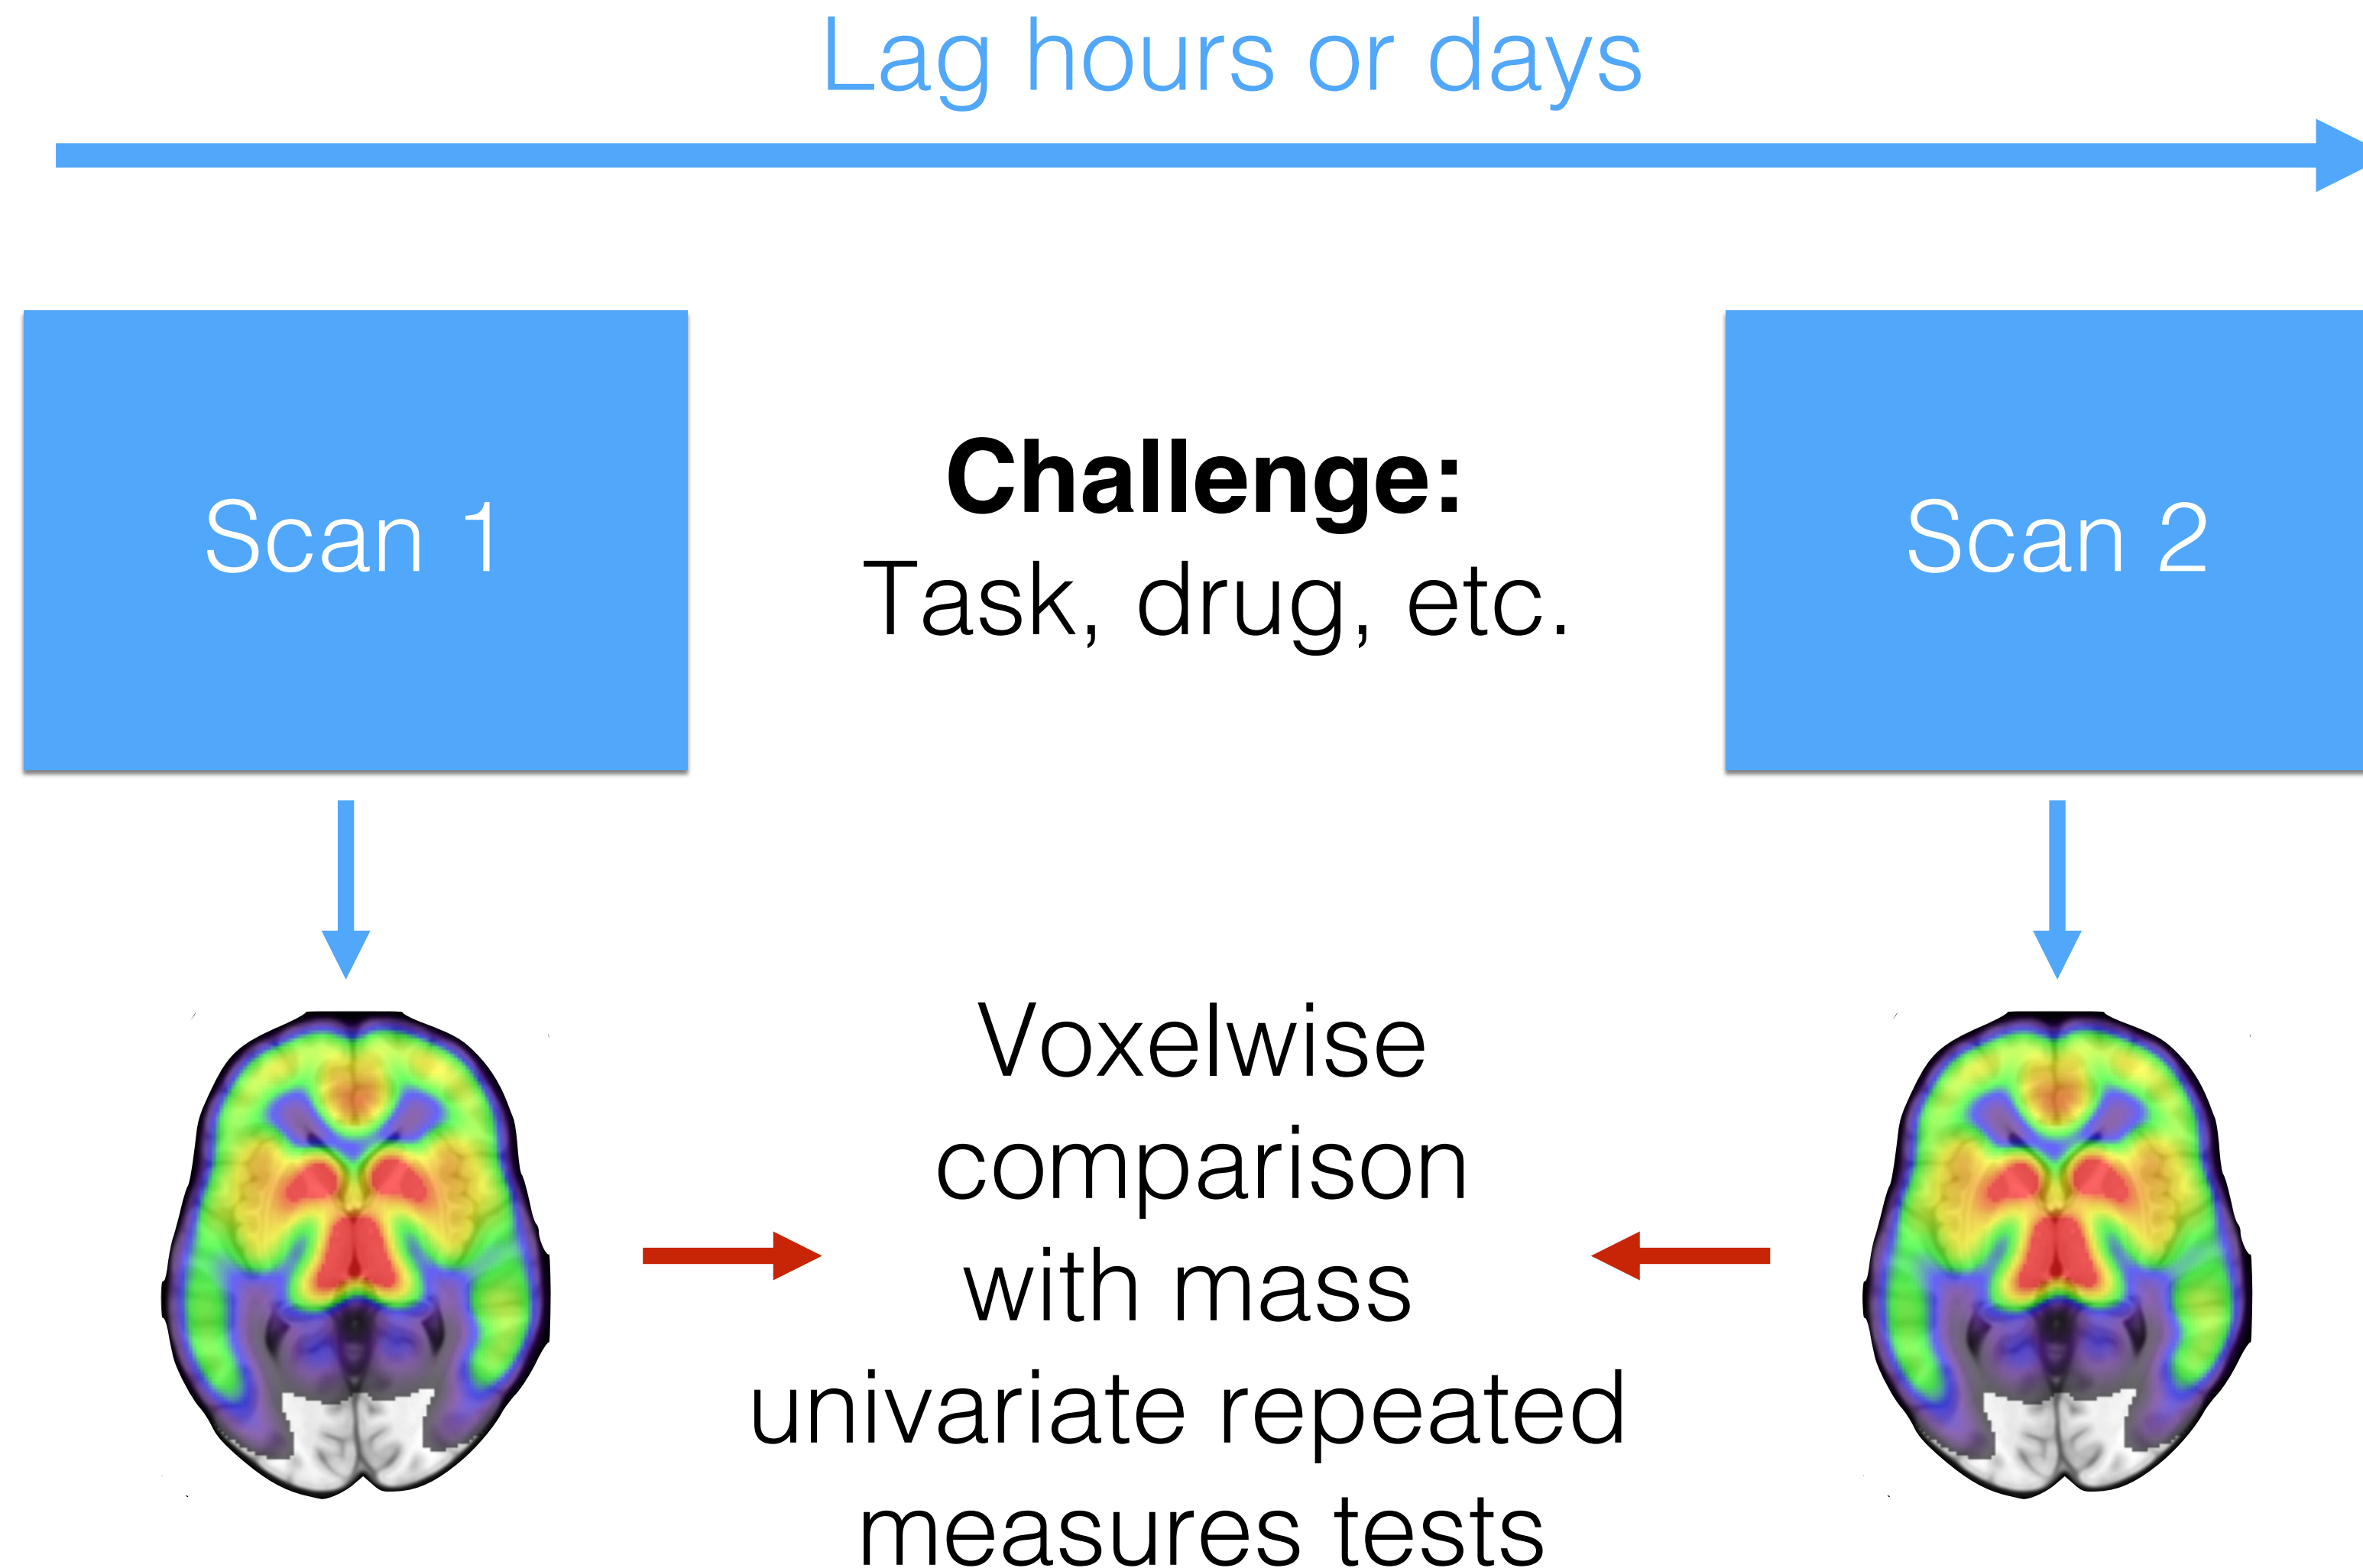 Lag hours or days
Scan 1
Challenge:
Task, drug, etc.
Scan 2
Voxelwise
comparison
with mass
univariate repeated
measures tests